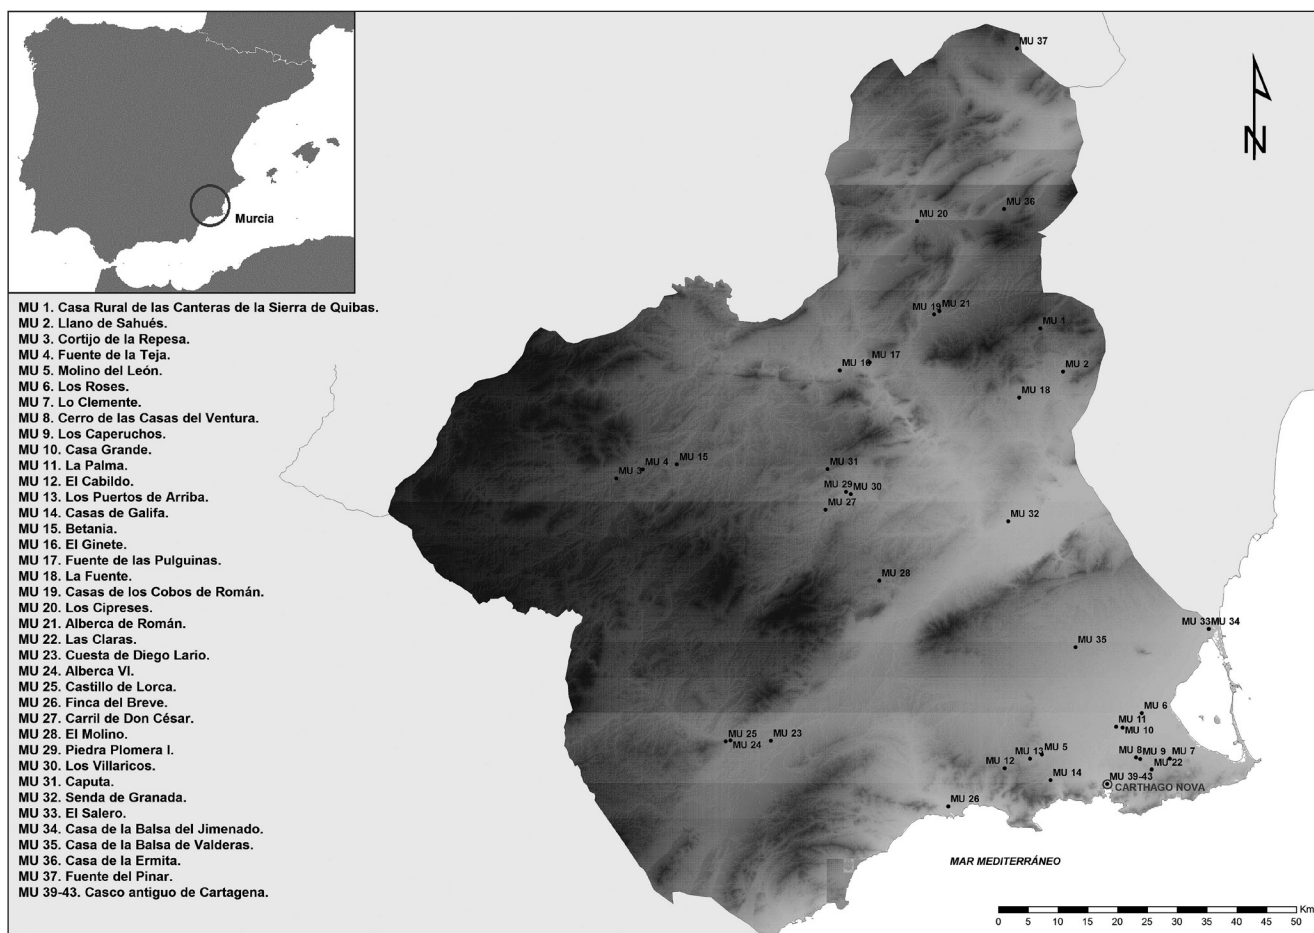 Murcia
N
MU 1. Casa Rural de las Canteras de la Sierra de Quibas.
MU 2. Llano de Sahués.
MU 3. Cortijo de la Repesa.
MU 4. Fuente de la Teja.
MU 5. Molino del León.
MU 6. Los Roses.
MU 7. Lo Clemente.
MU 8. Cerro de las Casas del Ventura.
MU 9. Los Caperuchos.
MU 10. Casa Grande.
MU 11. La Palma.
MU 12. El Cabildo.
MU 13. Los Puertos de Arriba.
MU 14. Casas de Galifa.
MU 15. Betania.
MU 16. El Ginete.
MU 17. Fuente de las Pulguinas.
MU 18. La Fuente.
MU 19. Casas de los Cobos de Román.
MU 20. Los Cipreses.
MU 21. Alberca de Román.
MU 22. Las Claras.
MU 23. Cuesta de Diego Lario.
MU 24. Alberca VI.
MU 25. Castillo de Lorca.
MU 26. Finca del Breve.
MU 27. Carril de Don César.
MU 28. El Molino.
MU 29. Piedra Plomera I.
MU 30. Los Villaricos.
MU 31. Caputa.
MU 32. Senda de Granada.
MU 33. El Salero.
MU 34. Casa de la Balsa del Jimenado.
MU 35. Casa de la Balsa de Valderas.
MU 36. Casa de la Ermita.
MU 37. Fuente del Pinar.
MU 39-43. Casco antiguo de Cartagena.
MU 37
MU 36
MU 20
MU 19
MU 21
MU 1
MU 17
MU 16
MU 2
MU 18
MU 15
MU 4
MU 3
MU 31
MU 29
MU 30
MU 27
MU 32
MU 28
MU 33
MU 34
MU 35
MU 6
MU 11
MU 10
MU 25
MU 23
MU 24
MU 13
MU 5
MU 8
MU 9
MU 7
MU 12
MU 22
MU 14
MU 39-43
CARTHAGO NOVA
MU 26
MAR MEDITERRÁNEO
Km
0 5 10 15 20 25 30 35 40 45 50